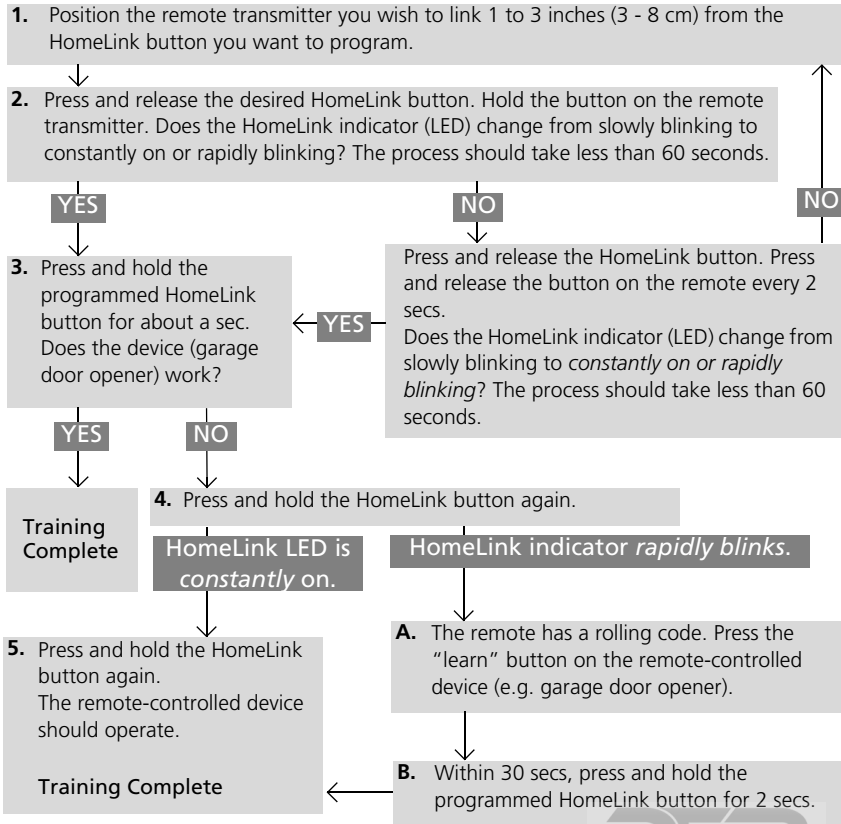 1. Position the remote transmitter you wish to link 1 to 3 inches (3 - 8 cm) from the
HomeLink button you want to program.
2. Press and release the desired HomeLink button. Hold the button on the remote
transmitter. Does the HomeLink indicator (LED) change from slowly blinking to
constantly on or rapidly blinking? The process should take less than 60 seconds.
YES
NO
NO
Press and release the HomeLink button. Press
and release the button on the remote every 2
secs.
Does the HomeLink indicator (LED) change from
slowly blinking to constantly on or rapidly
blinking? The process should take less than 60
seconds.
YES
3. Press and hold the
programmed HomeLink
button for about a sec.
Does the device (garage
door opener) work?
YES
NO
Training
Complete
4. Press and hold the HomeLink button again.
HomeLink LED is
constantly on.
HomeLink indicator rapidly blinks.
A. The remote has a rolling code. Press the
“learn” button on the remote-controlled
device (e.g. garage door opener).
B. Within 30 secs, press and hold the
programmed HomeLink button for 2 secs.
5. Press and hold the HomeLink
button again.
The remote-controlled device
should operate.
Training Complete